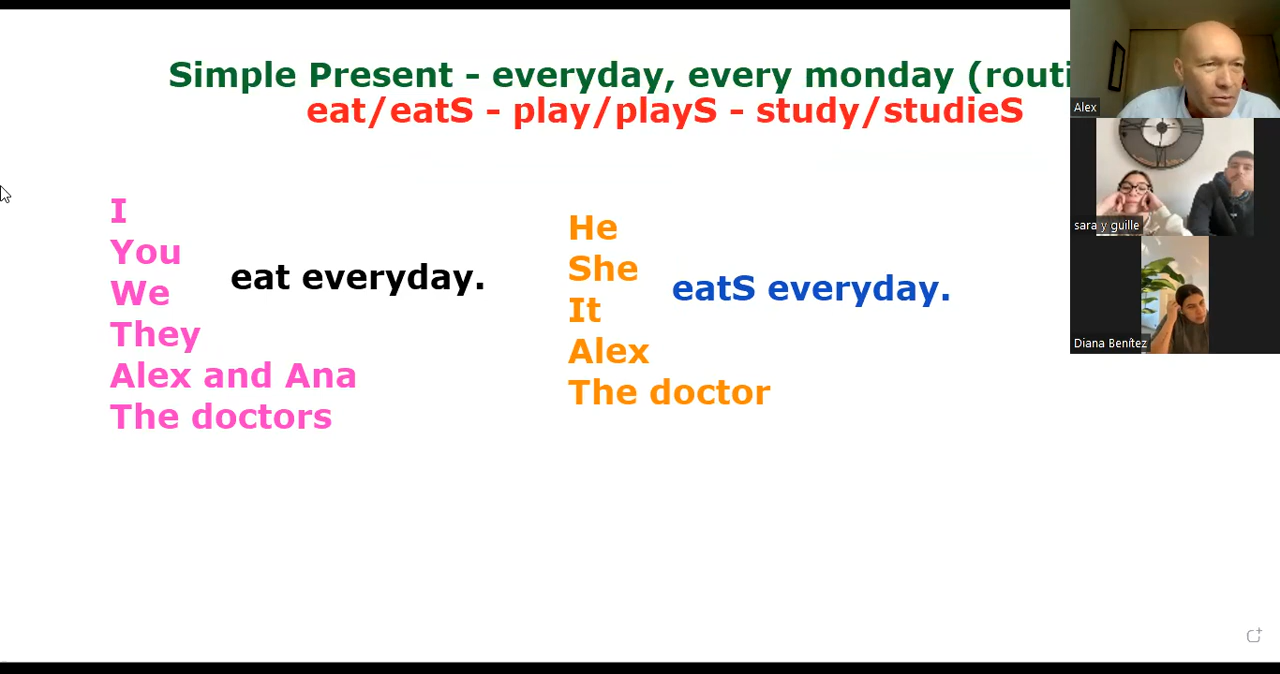 Simple Present - everyday, every monday (routi
eat/eatS - play/playS - study/studieS
I
You
We
They
Alex and Ana
The doctors
eat everyday.
He
She
It
Alex
The doctor
eatS everyday.
Alex
sara y guille
Diana Benítez